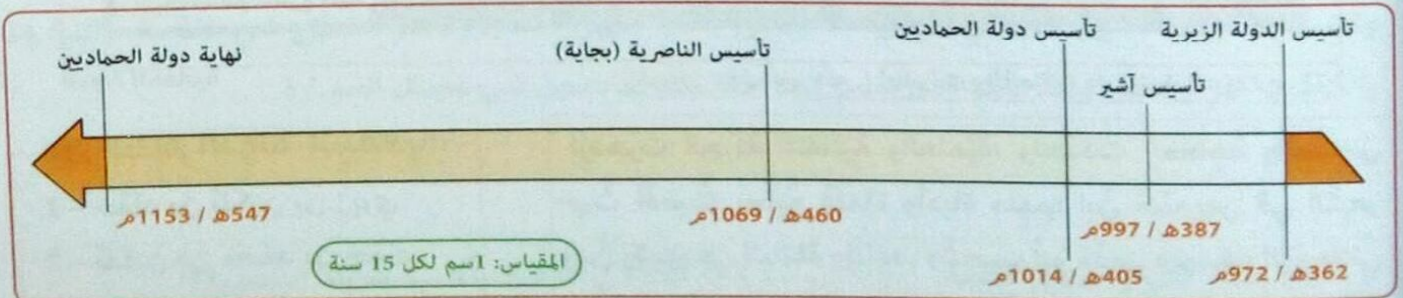 تأسيس الدولة الزيرية
تأسيس دولة الحماديين
تأسيس الناصرية (بجاية)
نهاية دولة الحماديين
تأسيس آشير
362هـ / 972م
387هـ / 997م
405هـ / 1014م
460هـ / 1069م
547هـ / 1153م
المقياس: 1سم لكل 15 سنة